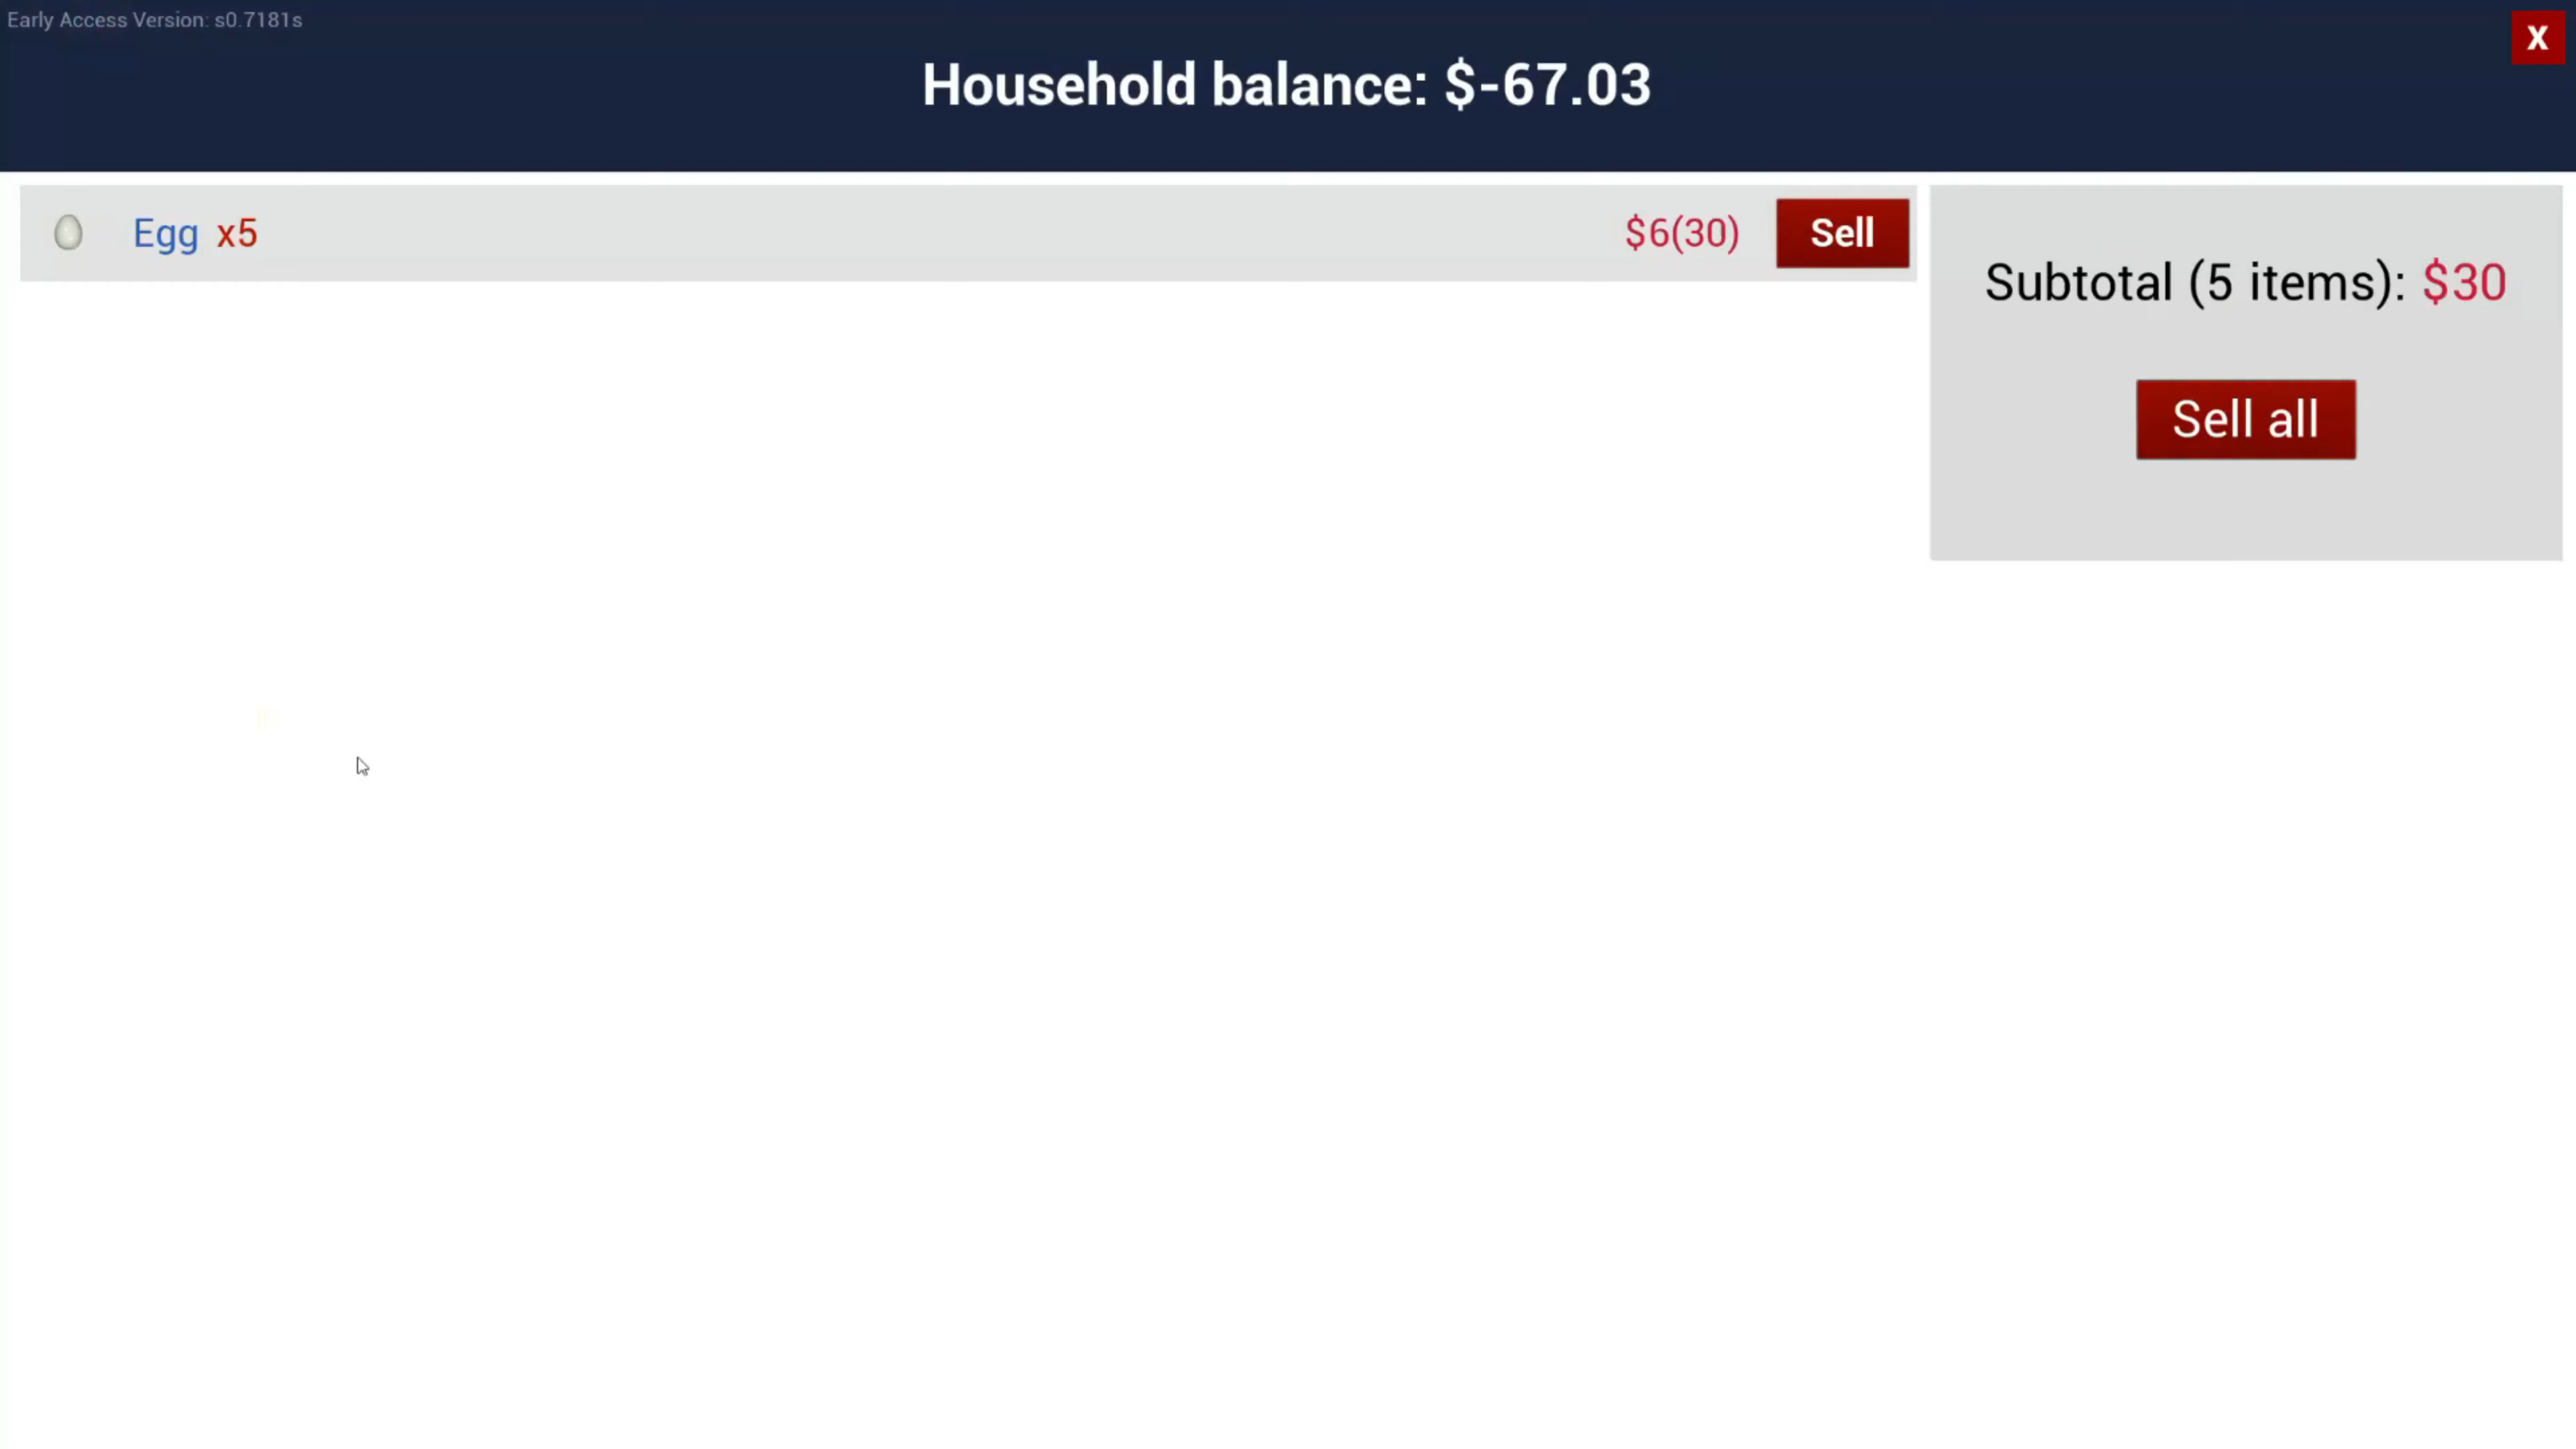 Early Access Version: s0.7181s
X
Household balance: $-67.03
Egg x5 $6(30) Sell
Subtotal (5 items): $30
Sell all